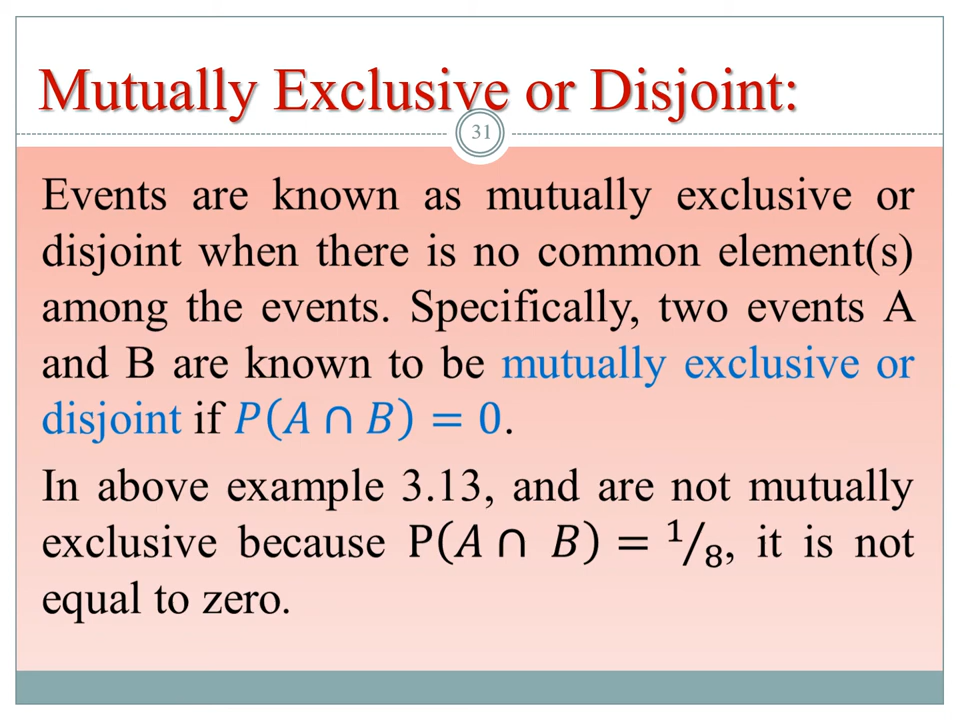 Mutually Exclusive or Disjoint:
31
Events are known as mutually exclusive or
disjoint when there is no common element(s)
among the events. Specifically, two events A
and B are known to be mutually exclusive or
disjoint if P(A ∩ B) = 0.
In above example 3.13, and are not mutually
exclusive because P(A ∩ B) = 1/8, it is not
equal to zero.